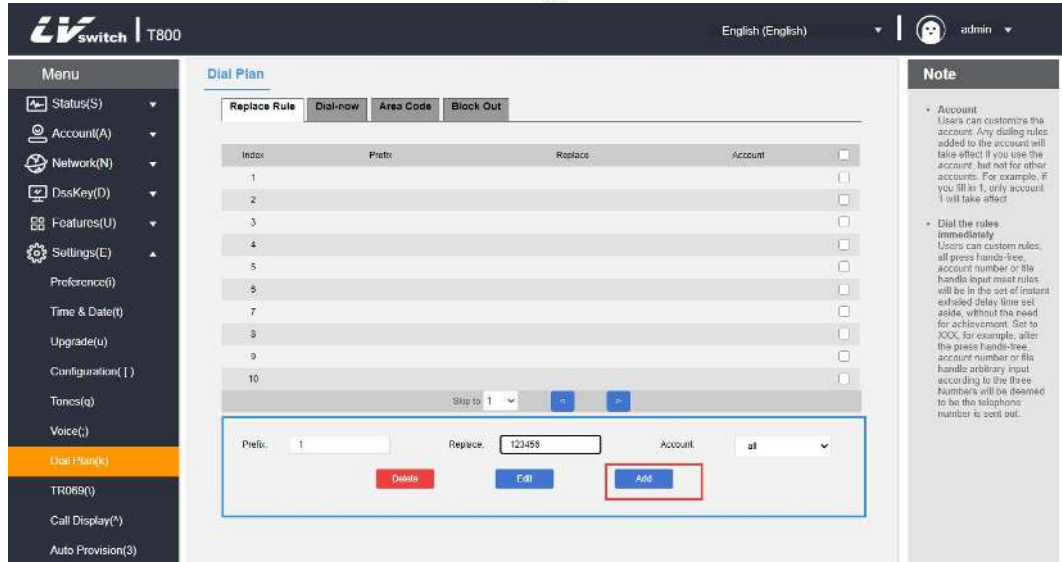 LVswitch T800
English (English)
admin
Menu
Status(S)
Account(A)
Network(N)
DssKey(D)
Features(U)
Settings(E)
Preference(i)
Time & Date(t)
Upgrade(u)
Configuration( [ )
Tones(q)
Voice(;)
Dial Plan(k)
TR069(\)
Call Display(^)
Auto Provision(3)
Dial Plan
Replace Rule Dial-now Area Code Block Out
Index Prefix Replace Account
1
2
3
4
5
6
7
8
9
10
Skip to 1 < >
Prefix: 1 Replace: 123456 Account: all
Delete Edit Add
Note
Account
Users can customize the
account. Any dialing rules
added to the account will
take effect if you use the
account, but not for other
accounts. For example, if
you fill in 1, only account
1 will take effect
Dial the rules
immediately
Users can custom rules,
all press hands-free,
account number or file
handle input meet rules
will be in the set of instant
exhaled delay time set
aside, without the need
for achievement. Set to
XXX, for example, after
the press hands-free,
account number or file
handle arbitrary input
according to the three
Numbers will be deemed
to be the telephone
number is sent out.